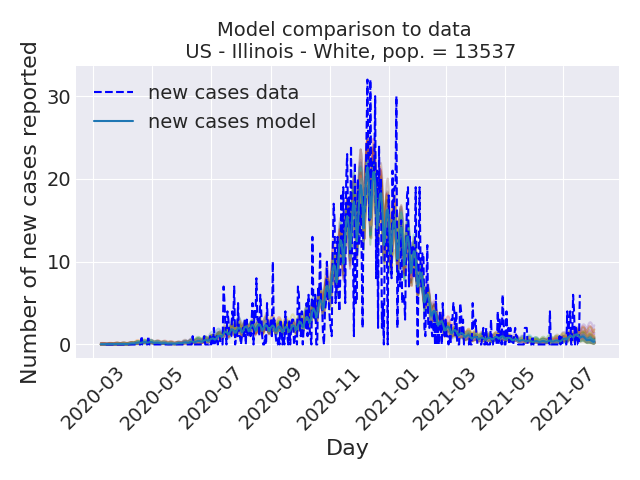 Model comparison to data
US - Illinois - White, pop. = 13537
Number of new cases reported
30
20
10
0
new cases data
new cases model
2020-03
2020-05
2020-07
2020-09
2020-11
2021-01
2021-03
2021-05
2021-07
Day